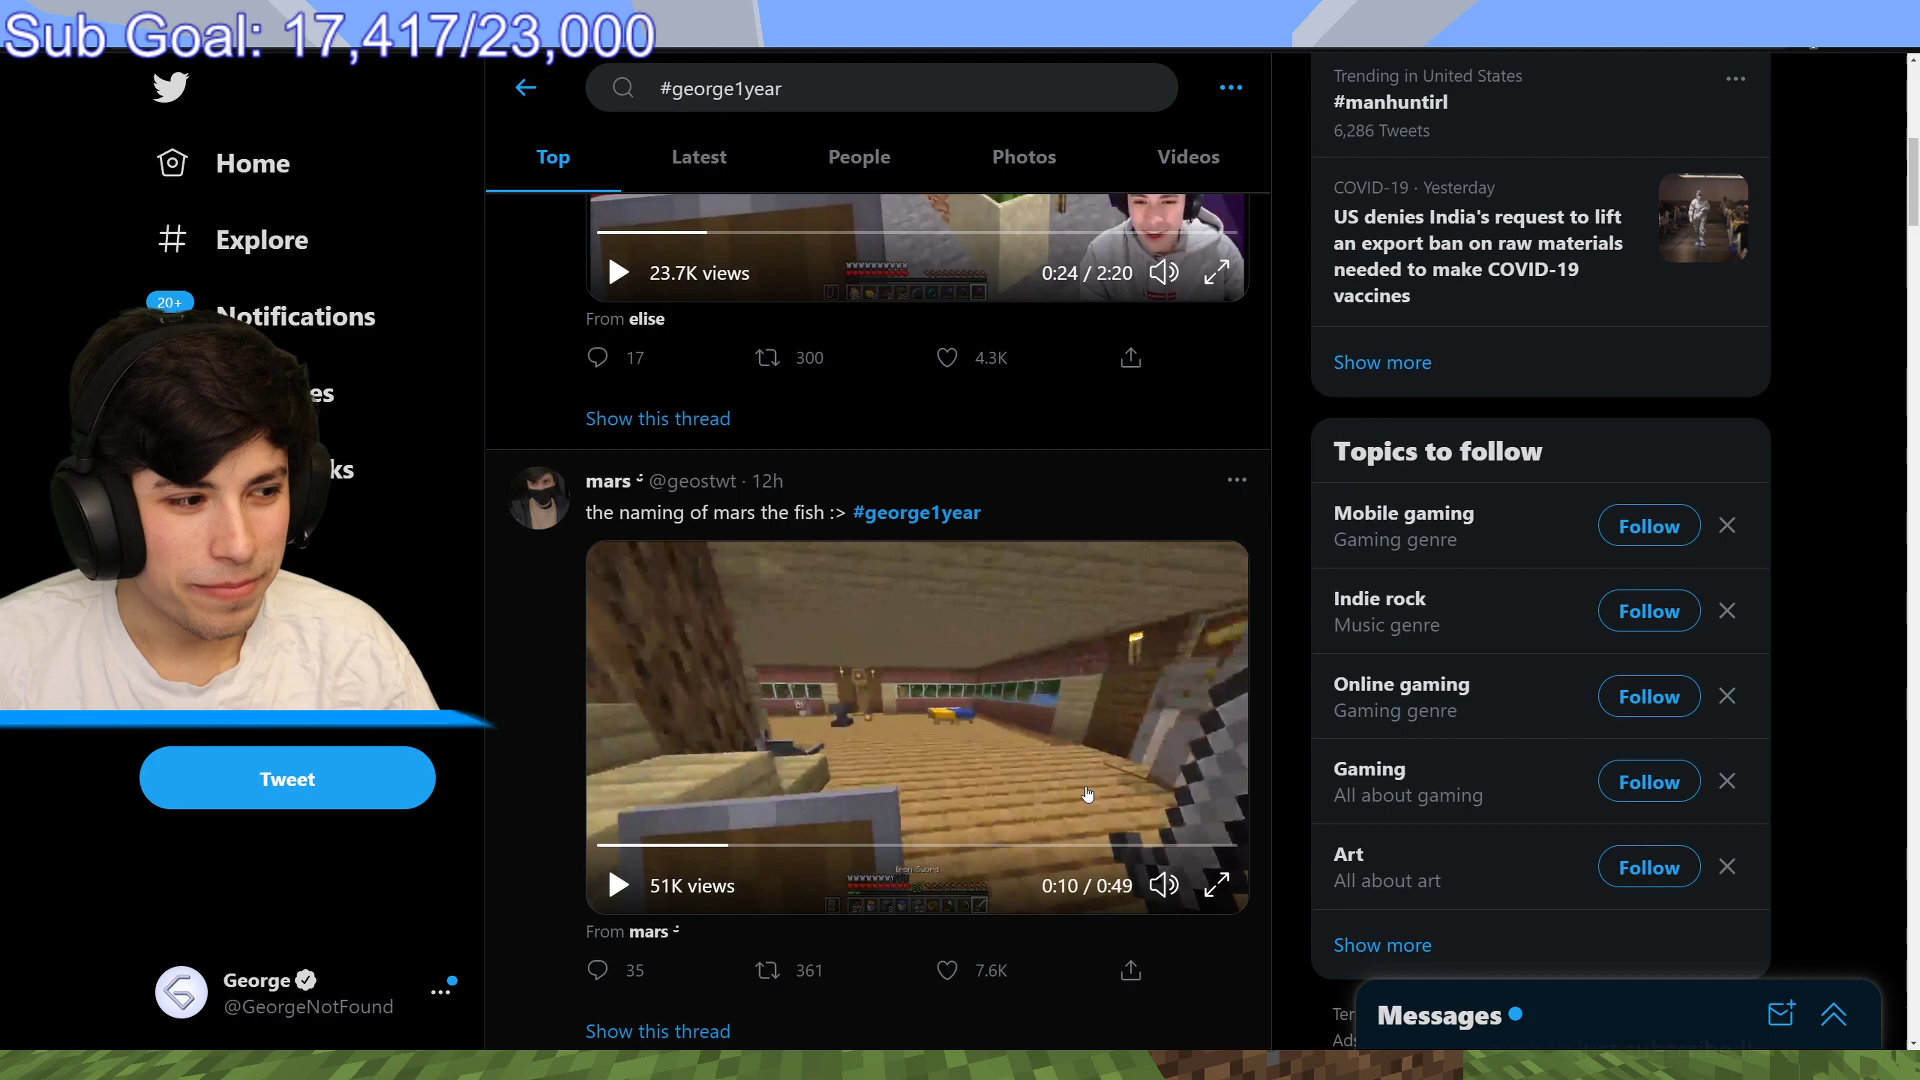 Sub Goal: 17,417/23,000
Home
Explore
20+
Notifications
es
ks
Tweet
George
@GeorgeNotFound
#george1year
Top
Latest
People
Photos
Videos
23.7K views
0:24 / 2:20
From elise
17
300
4.3K
Show this thread
mars @geostwt · 12h
the naming of mars the fish :> #george1year
Iron Sword
51K views
0:10 / 0:49
From mars
35
361
7.6K
Show this thread
Trending in United States
#manhuntirl
6,286 Tweets
COVID-19 · Yesterday
US denies India's request to lift
an export ban on raw materials
needed to make COVID-19
vaccines
Show more
Topics to follow
Mobile gaming
Gaming genre
Follow
Indie rock
Music genre
Follow
Online gaming
Gaming genre
Follow
Gaming
All about gaming
Follow
Art
All about art
Follow
Show more
Ter
Ads
Messages